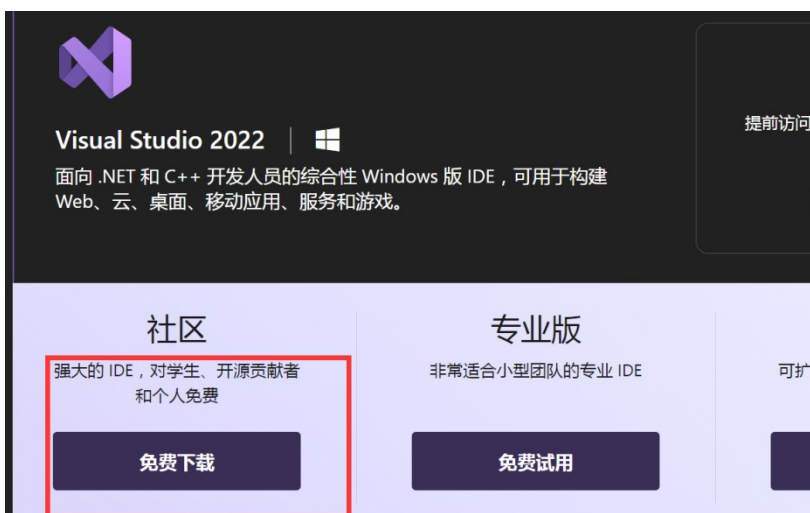 Visual Studio 2022
面向 .NET 和 C++ 开发人员的综合性 Windows 版 IDE，可用于构建
Web、云、桌面、移动应用、服务和游戏。
提前访问
社区
强大的 IDE，对学生、开源贡献者
和个人免费
免费下载
专业版
非常适合小型团队的专业 IDE
免费试用
可扩